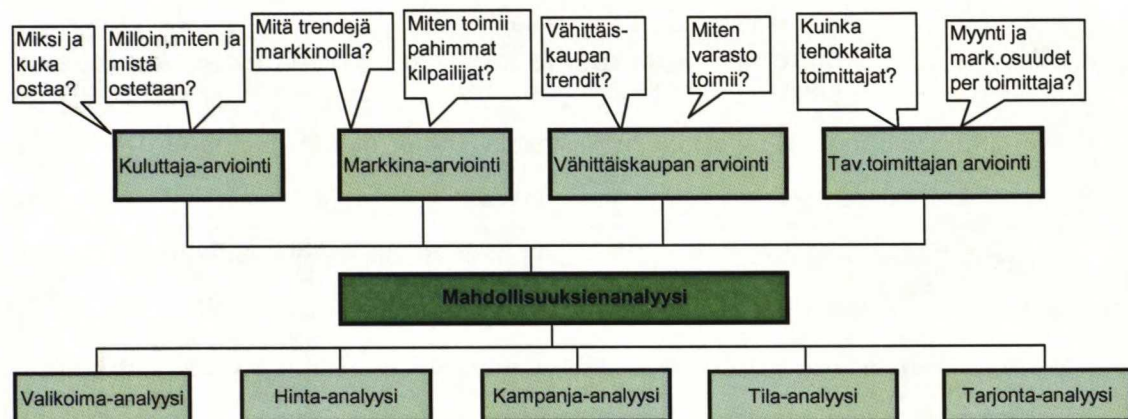 Miksi ja
kuka
ostaa?
Milloin,miten ja
mistä
ostetaan?
Mitä trendejä
markkinoilla?
Miten toimii
pahimmat
kilpailijat?
Vähittäis-
kaupan
trendit?
Miten
varasto
toimii?
Kuinka
tehokkaita
toimittajat?
Myynti ja
mark.osuudet
per toimittaja?
Kuluttaja-arviointi
Markkina-arviointi
Vähittäiskaupan arviointi
Tav.toimittajan arviointi
Mahdollisuuksienanalyysi
Valikoima-analyysi
Hinta-analyysi
Kampanja-analyysi
Tila-analyysi
Tarjonta-analyysi